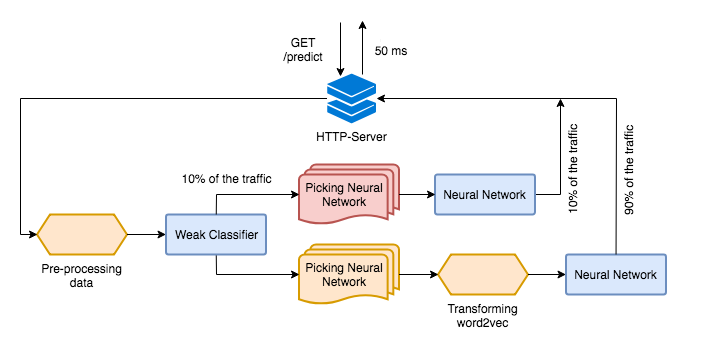 GET
/predict
50 ms
HTTP-Server
10% of the traffic
Picking Neural
Network
Neural Network
10% of the traffic
90% of the traffic
Weak Classifier
Pre-processing
data
Picking Neural
Network
Neural Network
Transforming
word2vec